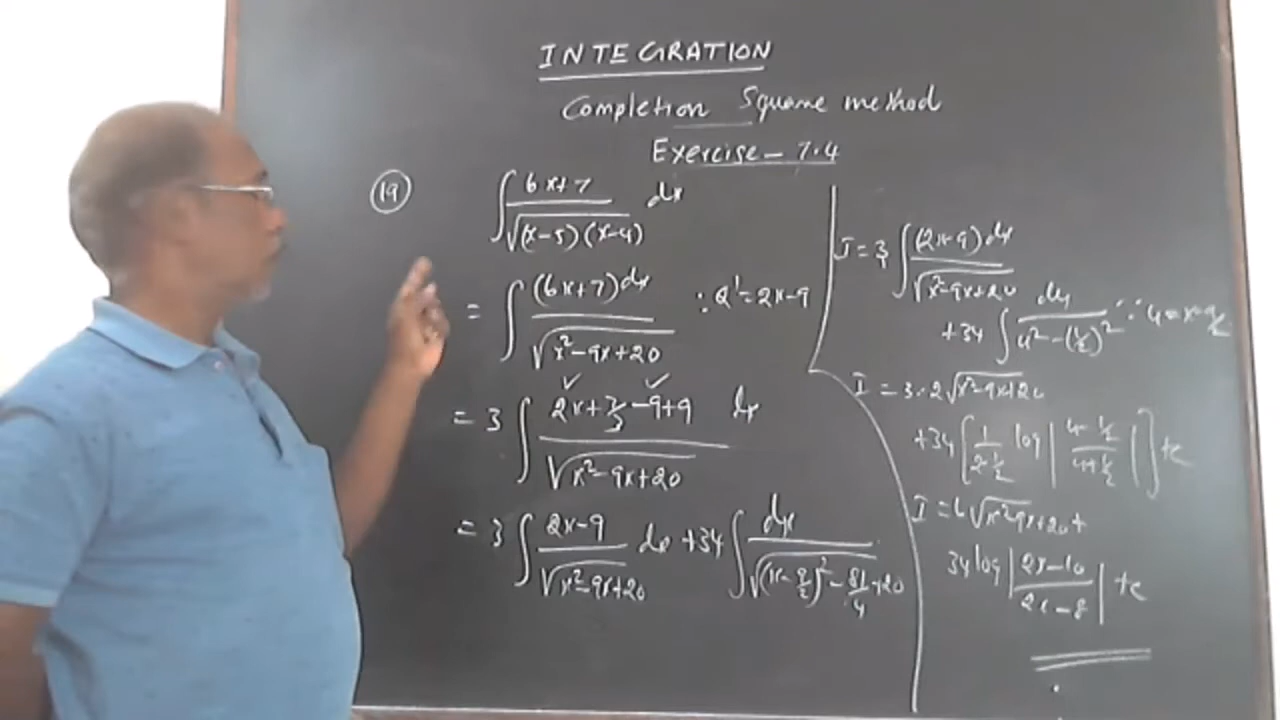 INTEGRATION
Completion Square method
Exercise - 7.4
(19) ∫ 6x+7 / √(x-5)(x-4) dx
= ∫ (6x+7)dx / √x²-9x+20 ∵ Q' = 2x-9
= 3 ∫ 2x+7/3-9+9 / √x²-9x+20 dx
= 3 ∫ 2x-9 / √x²-9x+20 dx +34 ∫ dx / √(x-9/2)²-81/4+20
I = 3 ∫ (2x-9)dx / √x²-9x+20
+34 ∫ du / u²-(1/2)² ∵ u = x-9/2
I = 3·2√x²-9x+20
+34 [ 1 / 2·1/2 log | u-1/2 / u+1/2 | ] +c
I = 6√x²-9x+20 +
34 log | 2x-10 / 2x-8 | +c